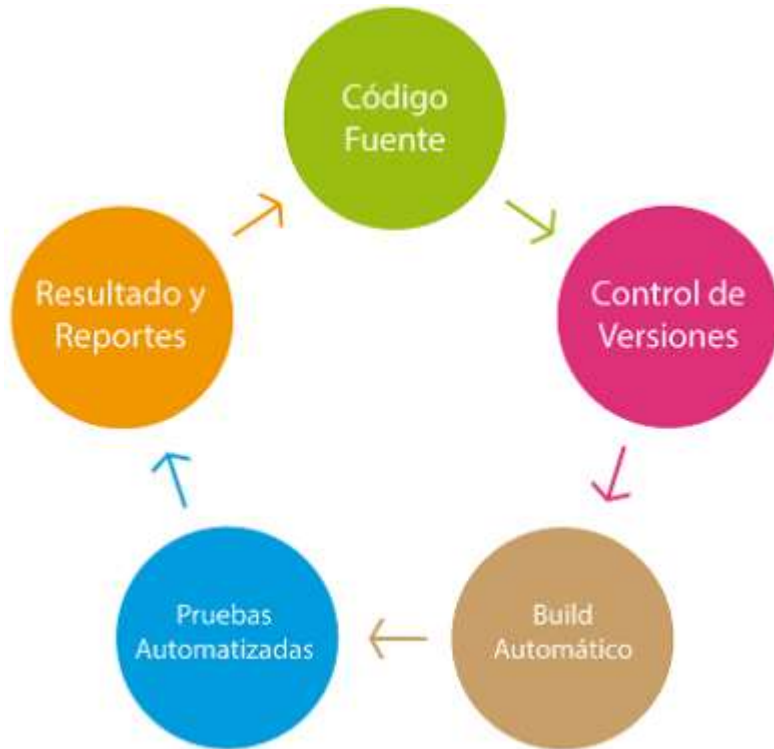 Código
Fuente
Control de
Versiones
Build
Automático
Pruebas
Automatizadas
Resultado y
Reportes